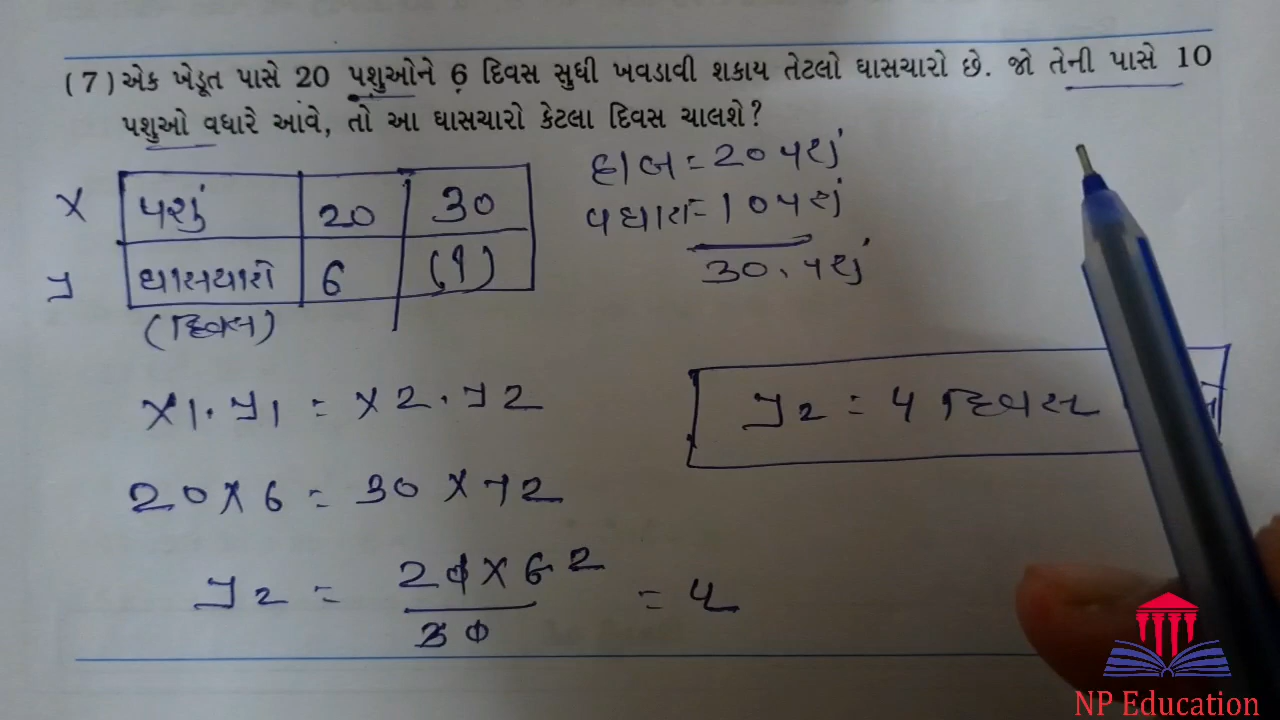 (7) એક ખેડૂત પાસે 20 પશુઓને 6 દિવસ સુધી ખવડાવી શકાય તેટલો ઘાસચારો છે. જો તેની પાસે 10
પશુઓ વધારે આવે, તો આ ઘાસચારો કેટલા દિવસ ચાલશે?
હાલ = 20 પશું
x પશું 20 30
વધારા = 10 પશું
30. પશું
y ઘાસચારો 6 (?)
(દિવસ)
x1 . y1 = x2 . y2
y2 = 4 દિવસ
20 x 6 = 30 x y2
y2 = 20 x 6 2 = 4
30
NP Education